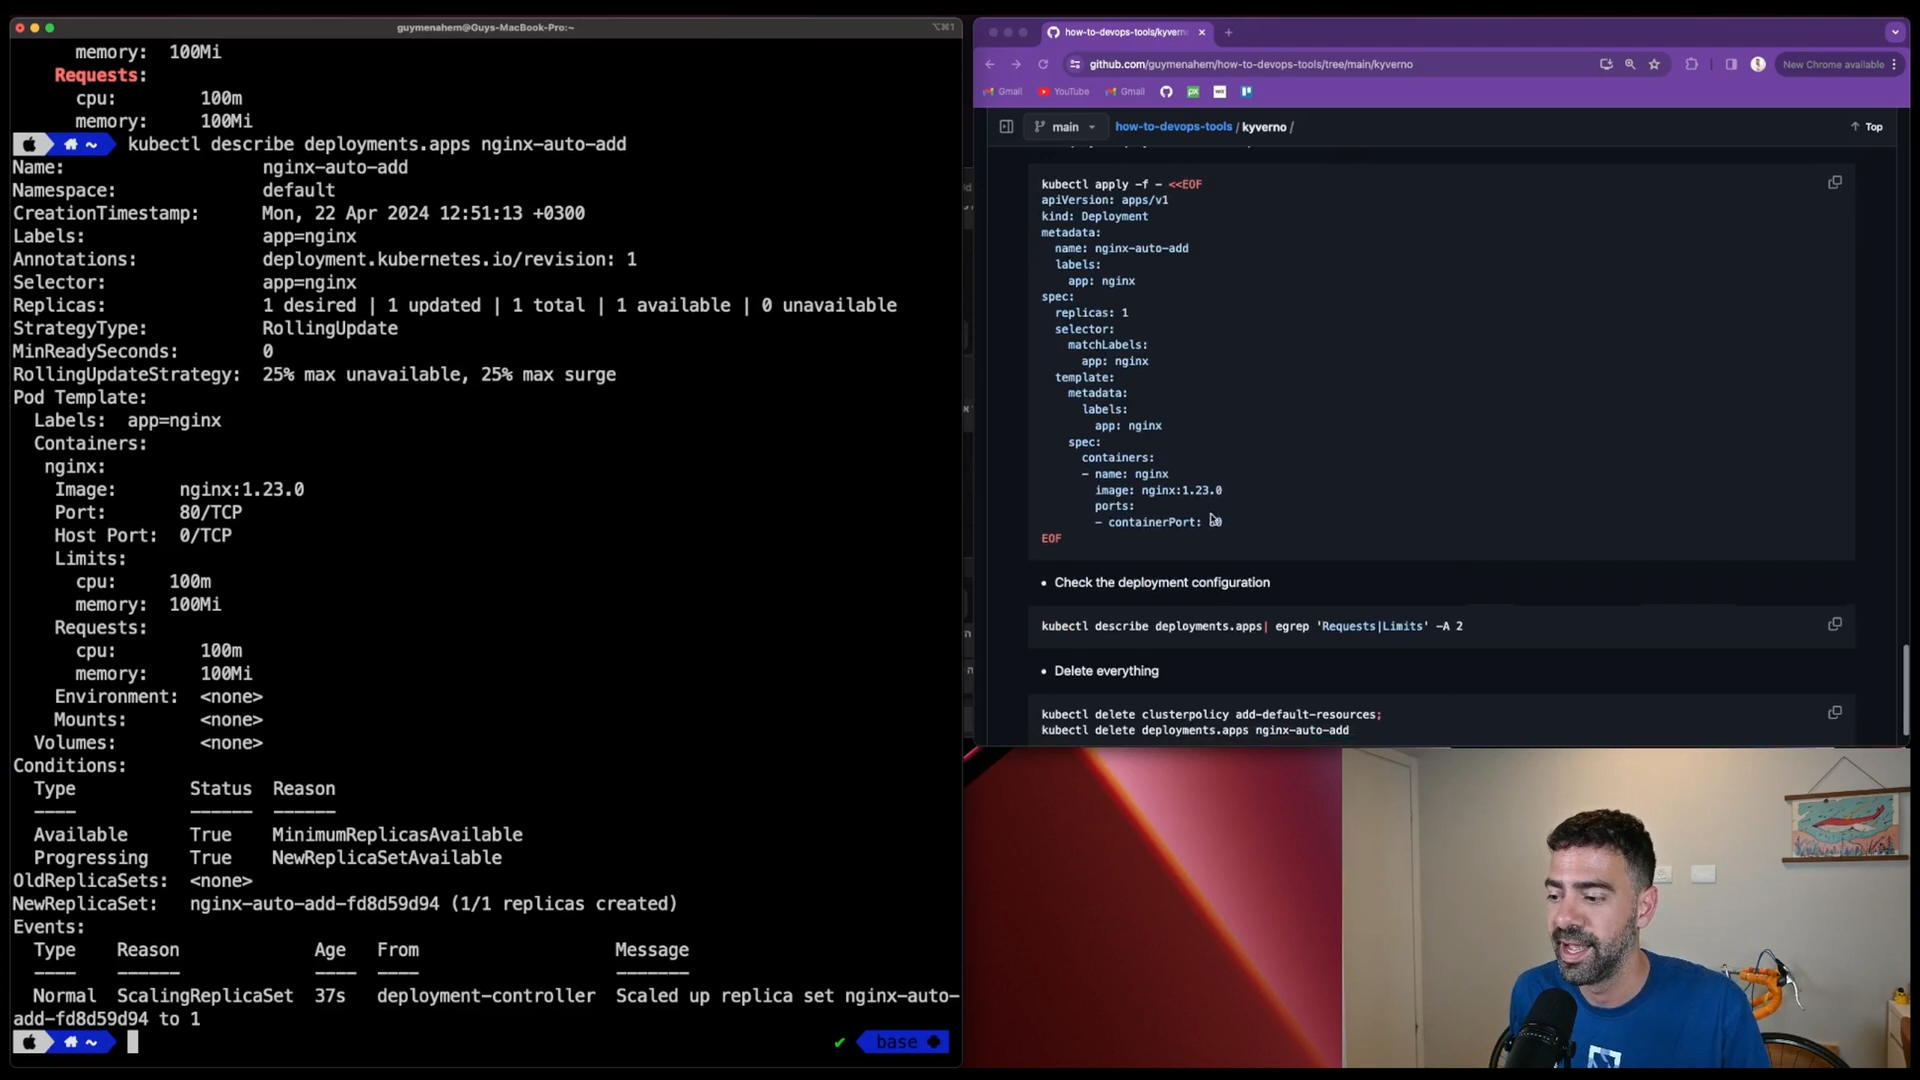 guymenahem@Guys-MacBook-Pro:~
⌥⌘1
memory: 100Mi
Requests:
cpu: 100m
memory: 100Mi
~ kubectl describe deployments.apps nginx-auto-add
Name: nginx-auto-add
Namespace: default
CreationTimestamp: Mon, 22 Apr 2024 12:51:13 +0300
Labels: app=nginx
Annotations: deployment.kubernetes.io/revision: 1
Selector: app=nginx
Replicas: 1 desired | 1 updated | 1 total | 1 available | 0 unavailable
StrategyType: RollingUpdate
MinReadySeconds: 0
RollingUpdateStrategy: 25% max unavailable, 25% max surge
Pod Template:
Labels: app=nginx
Containers:
nginx:
Image: nginx:1.23.0
Port: 80/TCP
Host Port: 0/TCP
Limits:
cpu: 100m
memory: 100Mi
Requests:
cpu: 100m
memory: 100Mi
Environment: <none>
Mounts: <none>
Volumes: <none>
Conditions:
Type Status Reason
---- ------ ------
Available True MinimumReplicasAvailable
Progressing True NewReplicaSetAvailable
OldReplicaSets: <none>
NewReplicaSet: nginx-auto-add-fd8d59d94 (1/1 replicas created)
Events:
Type Reason Age From Message
---- ------ ---- ---- -------
Normal ScalingReplicaSet 37s deployment-controller Scaled up replica set nginx-auto-
add-fd8d59d94 to 1
~ ✔ base
how-to-devops-tools/kyverno
github.com/guymenahem/how-to-devops-tools/tree/main/kyverno
New Chrome available
Gmail YouTube Gmail
main how-to-devops-tools / kyverno / Top
kubectl apply -f - <<EOF
apiVersion: apps/v1
kind: Deployment
metadata:
name: nginx-auto-add
labels:
app: nginx
spec:
replicas: 1
selector:
matchLabels:
app: nginx
template:
metadata:
labels:
app: nginx
spec:
containers:
- name: nginx
image: nginx:1.23.0
ports:
- containerPort: 80
EOF
• Check the deployment configuration
kubectl describe deployments.apps| egrep 'Requests|Limits' -A 2
• Delete everything
kubectl delete clusterpolicy add-default-resources;
kubectl delete deployments.apps nginx-auto-add